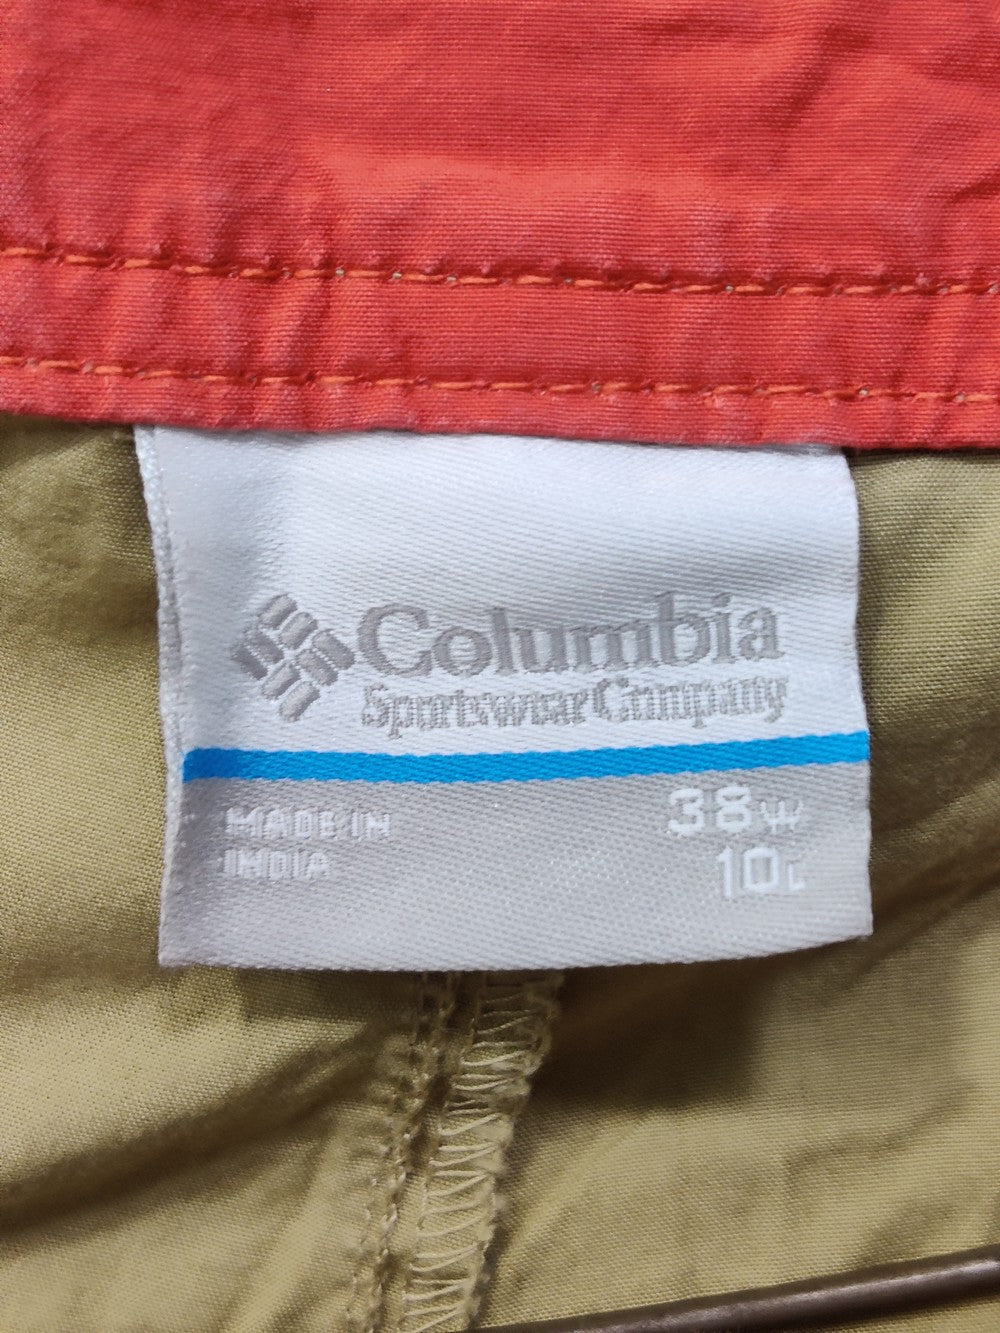 Columbia
Sportswear Company
MADE IN
INDIA
38W
10L